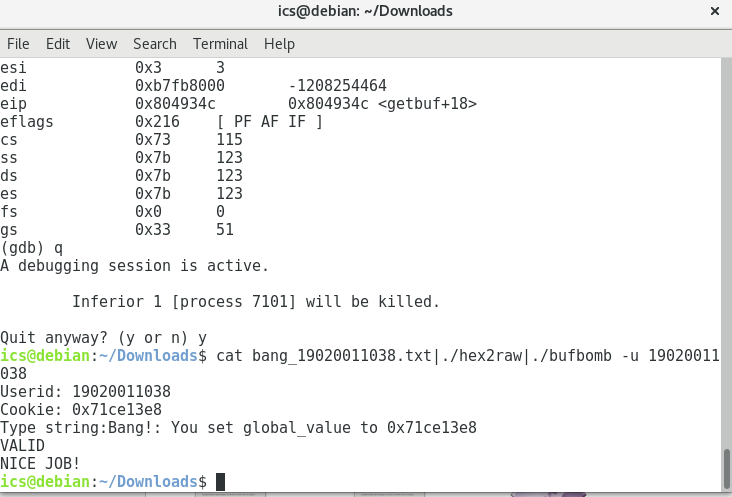 ics@debian: ~/Downloads ×
File Edit View Search Terminal Help
esi 0x3 3
edi 0xb7fb8000 -1208254464
eip 0x804934c 0x804934c <getbuf+18>
eflags 0x216 [ PF AF IF ]
cs 0x73 115
ss 0x7b 123
ds 0x7b 123
es 0x7b 123
fs 0x0 0
gs 0x33 51
(gdb) q
A debugging session is active.
Inferior 1 [process 7101] will be killed.
Quit anyway? (y or n) y
ics@debian:~/Downloads$ cat bang_19020011038.txt|./hex2raw|./bufbomb -u 19020011
038
Userid: 19020011038
Cookie: 0x71ce13e8
Type string:Bang!: You set global_value to 0x71ce13e8
VALID
NICE JOB!
ics@debian:~/Downloads$